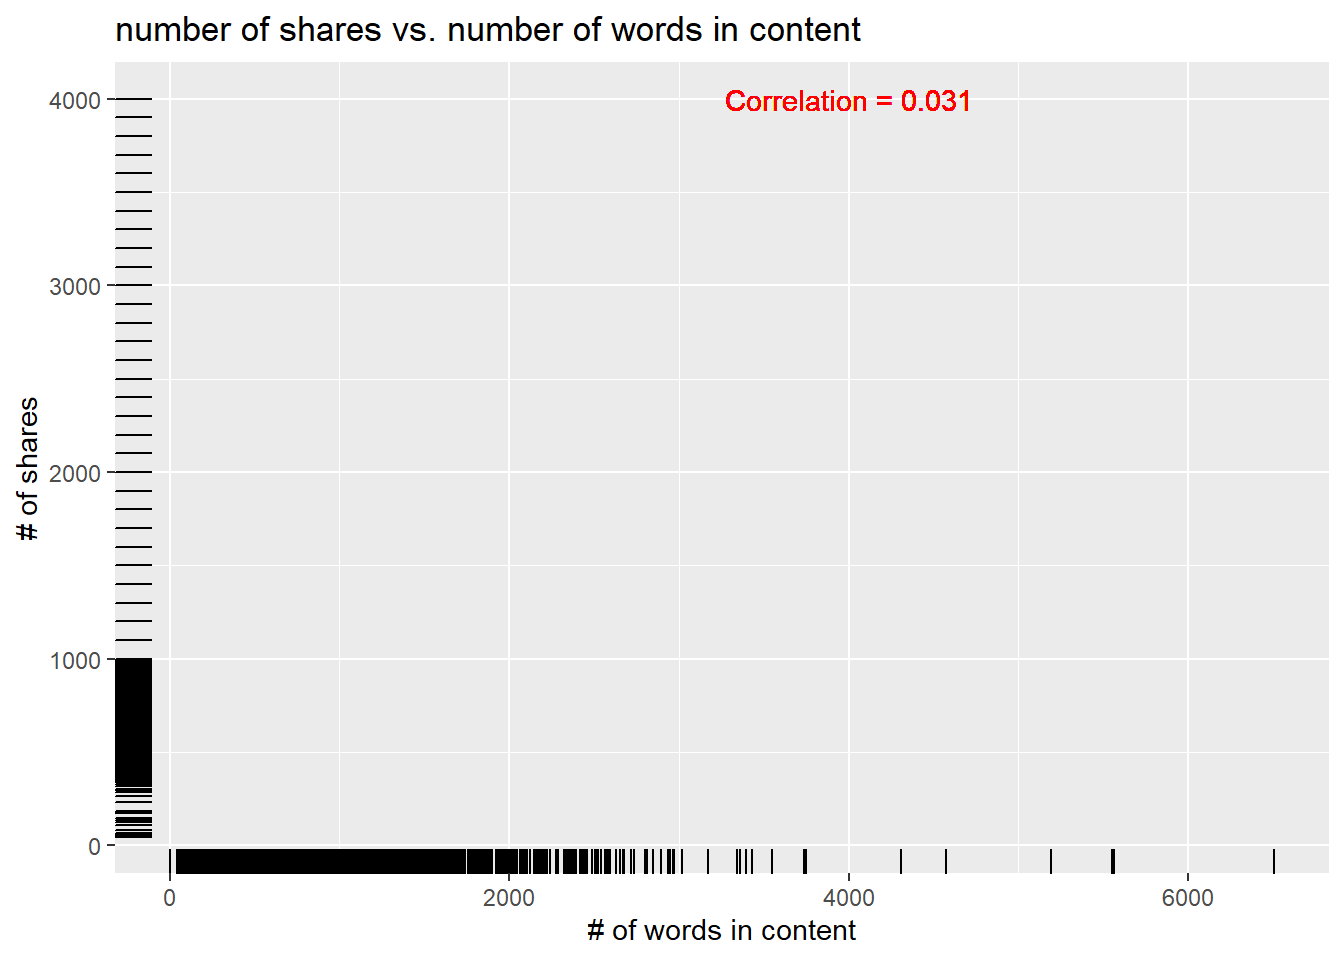 number of shares vs. number of words in content
Correlation = 0.031
4000
3000
2000
1000
0
# of shares
0 2000 4000 6000
# of words in content